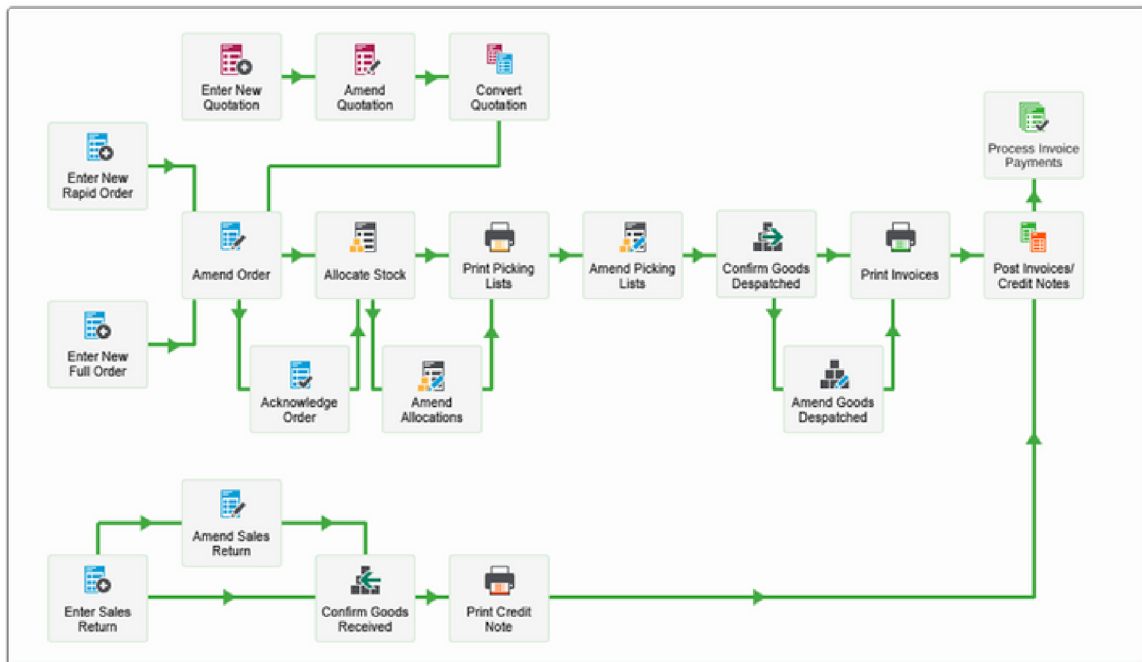 Enter New
Quotation
Amend
Quotation
Convert
Quotation
Process Invoice
Payments
Enter New
Rapid Order
Amend Order
Allocate Stock
Print Picking
Lists
Amend Picking
Lists
Confirm Goods
Despatched
Print Invoices
Post Invoices/
Credit Notes
Enter New
Full Order
Acknowledge
Order
Amend
Allocations
Amend Goods
Despatched
Amend Sales
Return
Enter Sales
Return
Confirm Goods
Received
Print Credit
Note